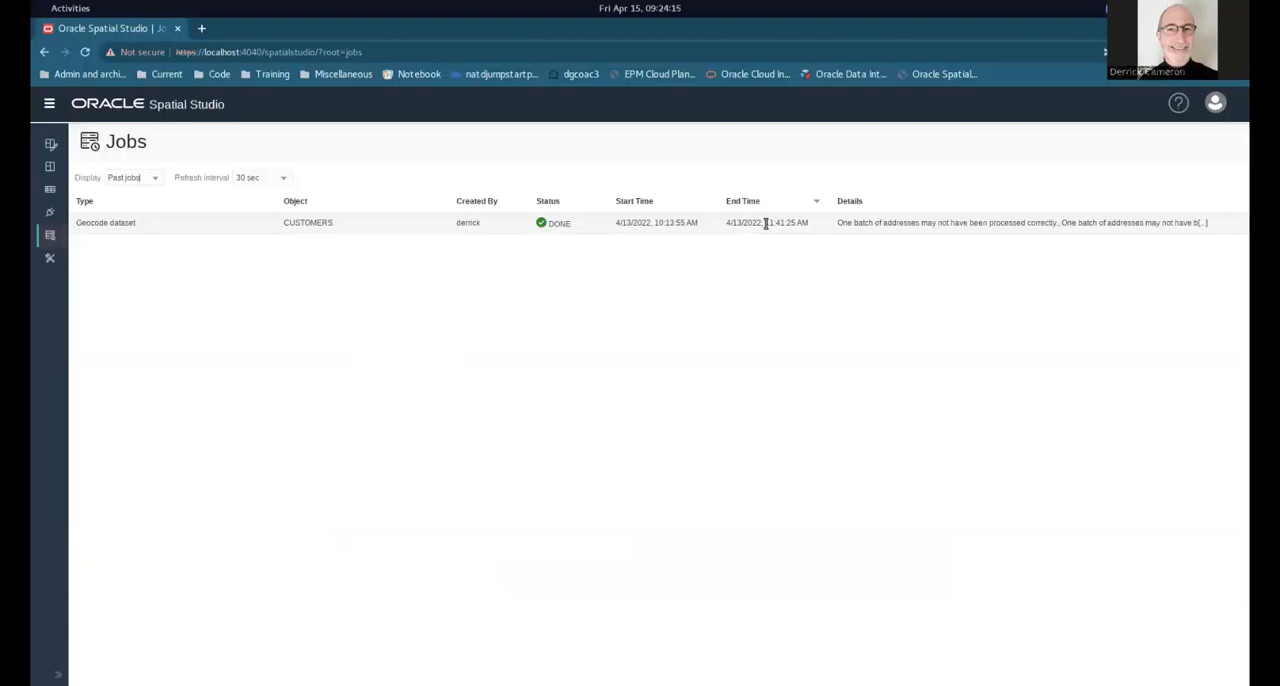 Activities
Fri Apr 15, 09:24:15
Oracle Spatial Studio | Jo
Not secure
https://localhost:4040/spatialstudio/?root=jobs
Admin and archi...
Current
Code
Training
Miscellaneous
Notebook
natdjumpstartp...
dgcoac3
EPM Cloud Plan...
Oracle Cloud In...
Oracle Data Int...
Oracle Spatial...
Derrick Cameron
ORACLE Spatial Studio
Jobs
Display Past jobs Refresh interval 30 sec
Type Object Created By Status Start Time End Time Details
Geocode dataset CUSTOMERS derrick DONE 4/13/2022, 10:13:55 AM 4/13/2022, 1:41:25 AM One batch of addresses may not have been processed correctly., One batch of addresses may not have b[...]